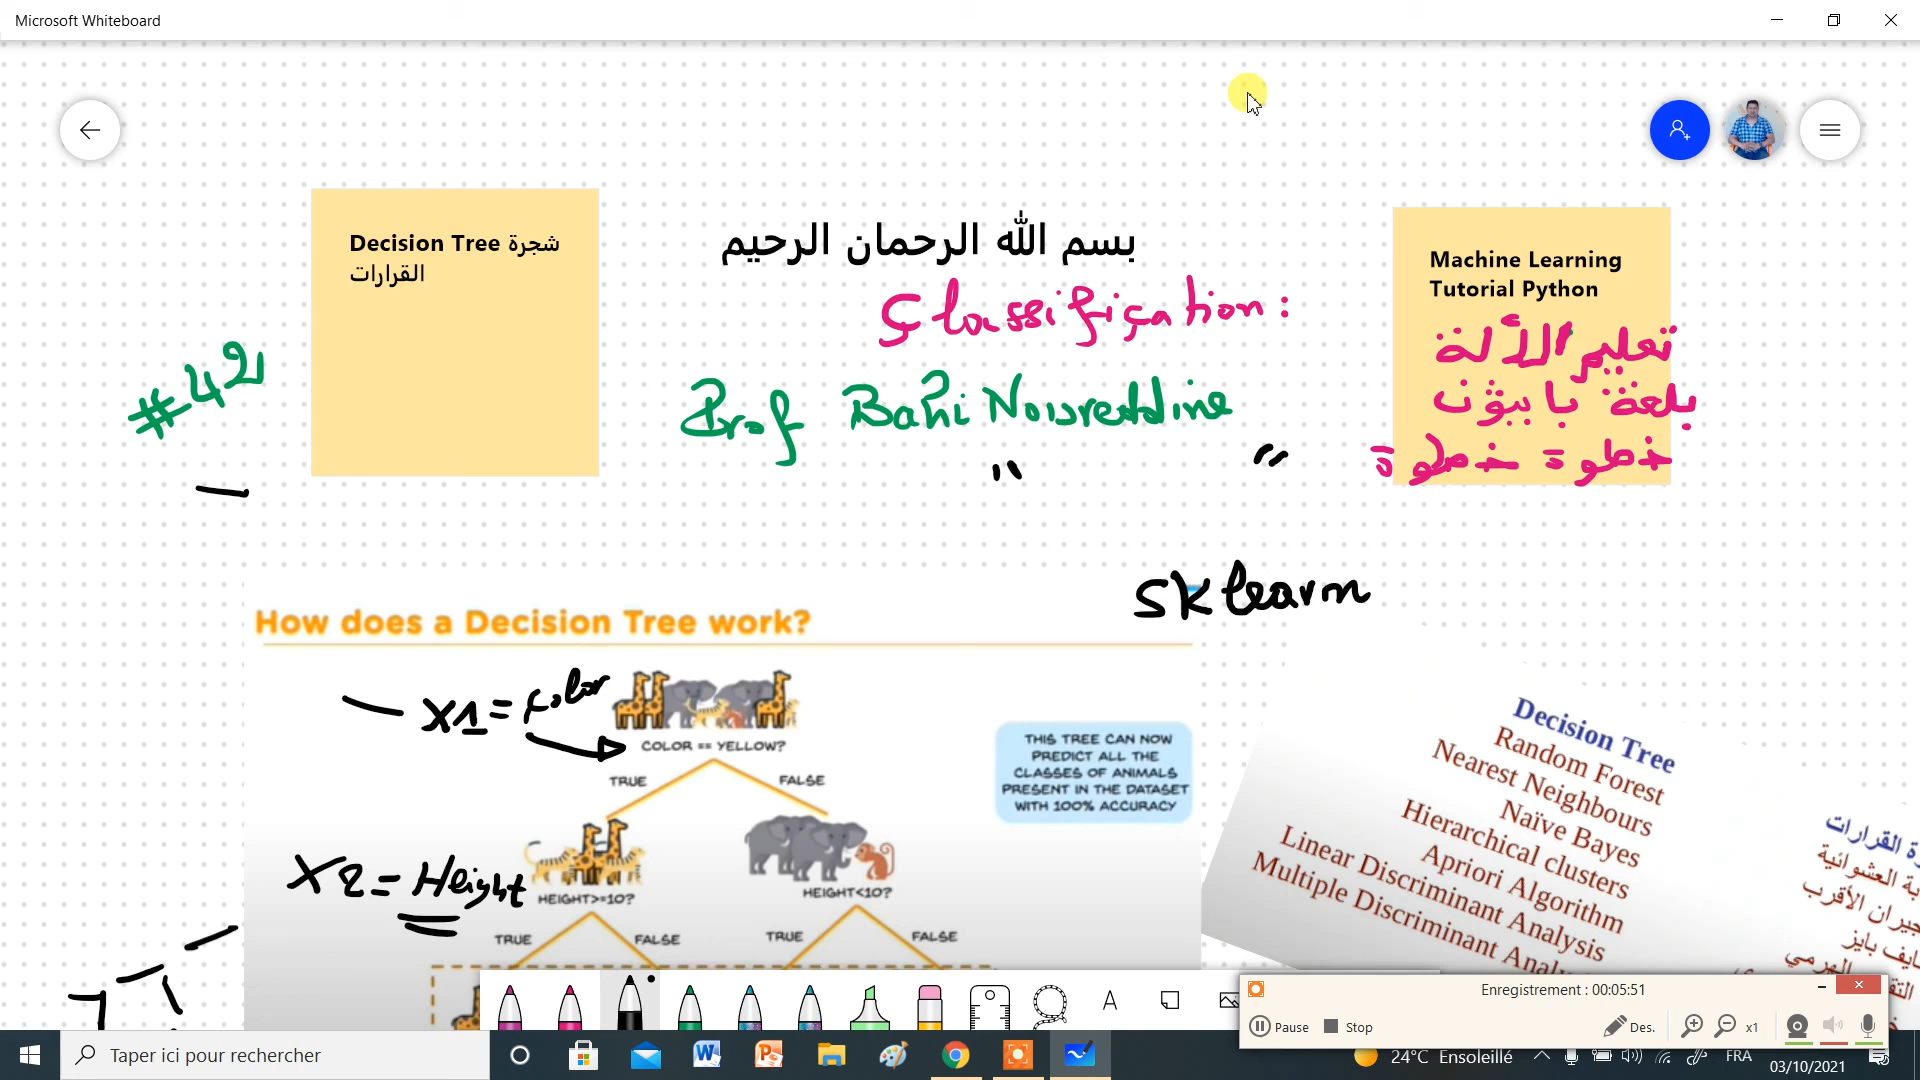 Microsoft Whiteboard
Decision Tree شجرة
القرارات
بسم الله الرحمان الرحيم
Classification:
Prof Bahi Nousreddine
" "
#42
Machine Learning
Tutorial Python
تعليم الألة
بلغة بايثون
خطوة خطوة
sklearn
How does a Decision Tree work?
X1 = color
COLOR == YELLOW?
TRUE FALSE
THIS TREE CAN NOW
PREDICT ALL THE
CLASSES OF ANIMALS
PRESENT IN THE DATASET
WITH 100% ACCURACY
X2 = Height
HEIGHT>=10? HEIGHT<10?
TRUE FALSE TRUE FALSE
Decision Tree
Random Forest
Nearest Neighbours
Naïve Bayes
Hierarchical clusters
Apriori Algorithm
Linear Discriminant Analysis
Multiple Discriminant
القرارات
العشوائية
الأقرب
بايز
الهرمي
Enregistrement : 00:05:51
Pause Stop Des. x1
Taper ici pour rechercher
24°C Ensoleillé
FRA
03/10/2021